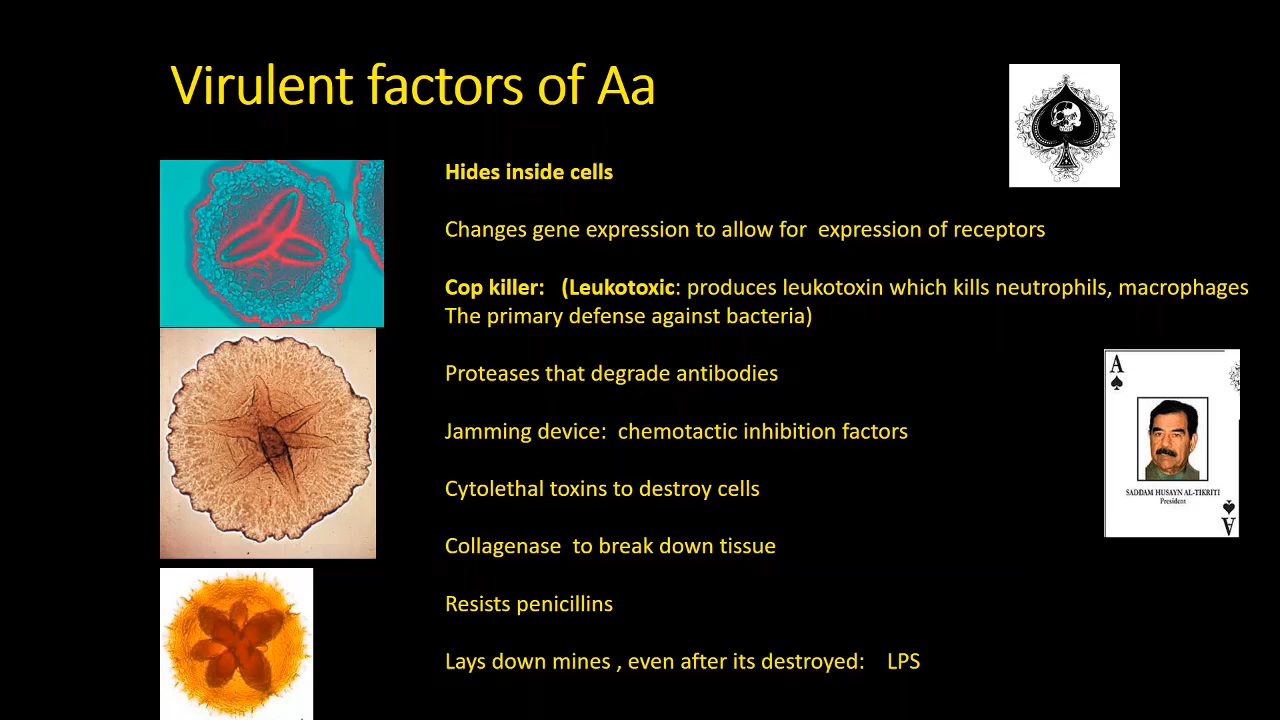 Virulent factors of Aa
Hides inside cells
Changes gene expression to allow for  expression of receptors
Cop killer:   (Leukotoxic: produces leukotoxin which kills neutrophils, macrophages
The primary defense against bacteria)
Proteases that degrade antibodies
Jamming device:  chemotactic inhibition factors
Cytolethal toxins to destroy cells
Collagenase  to break down tissue
Resists penicillins
Lays down mines , even after its destroyed:    LPS
A
SADDAM HUSAYN AL-TIKRITI
President
A